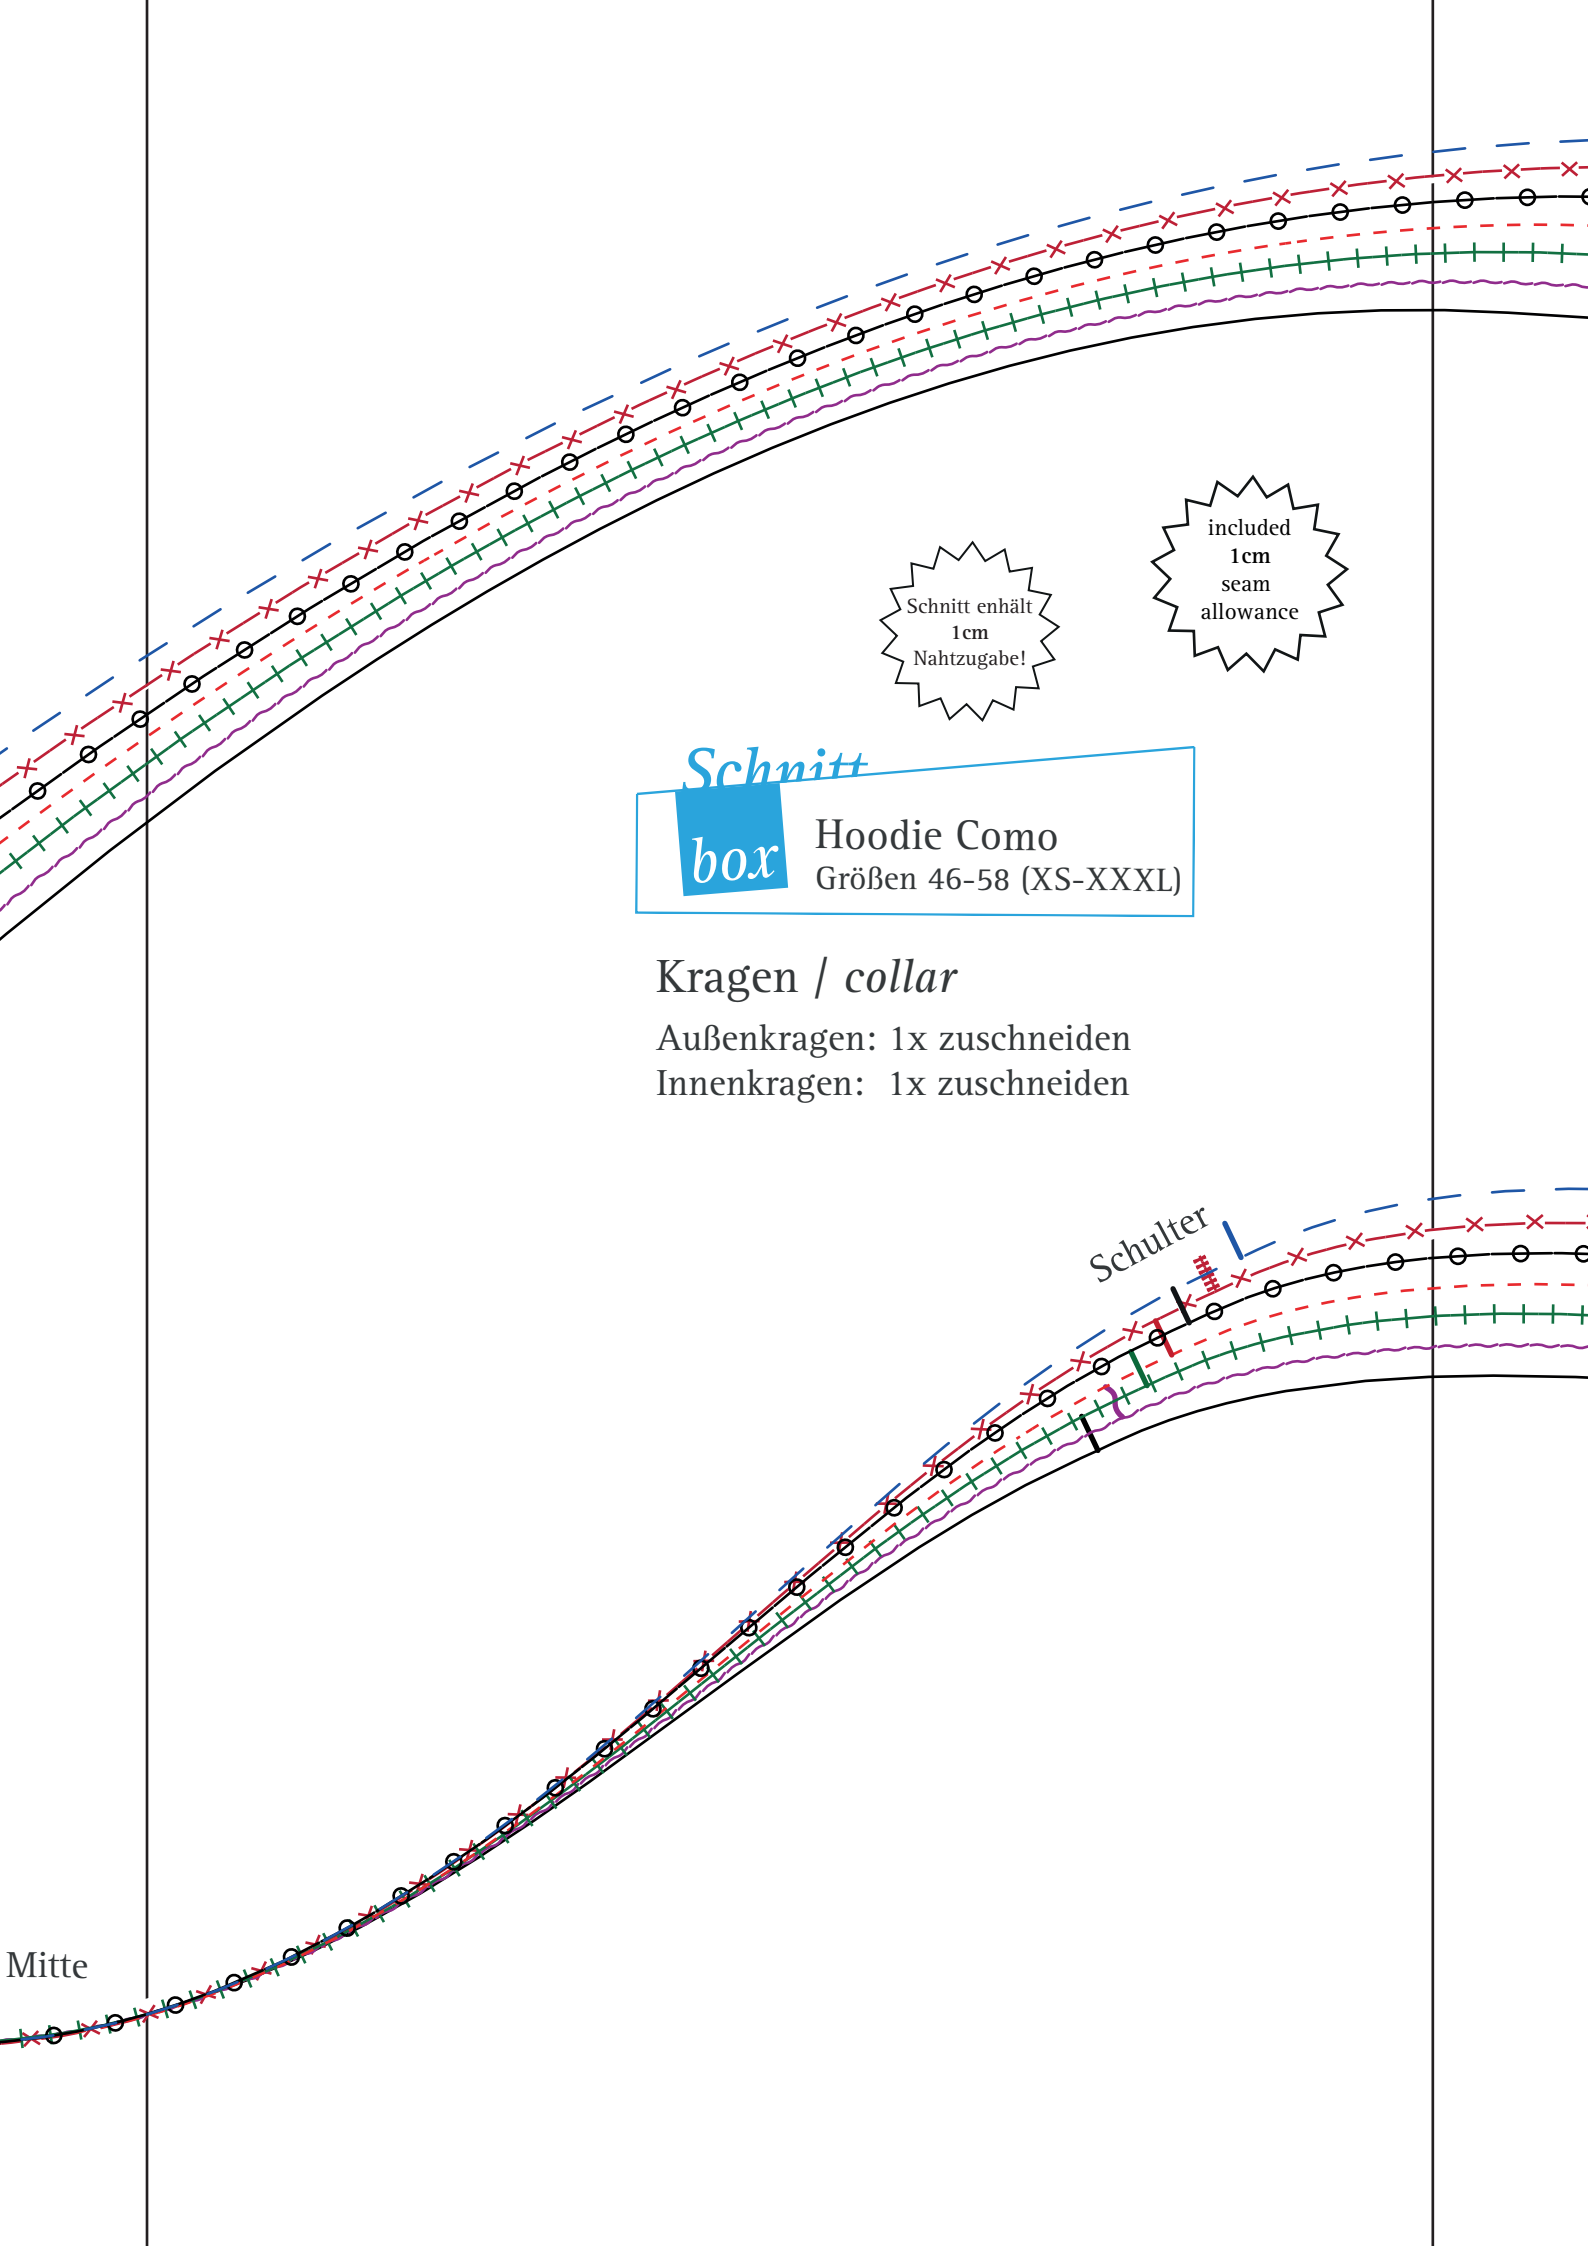 included
1cm
seam
allowance
Schnitt enhält
1cm
Nahtzugabe!
Schnitt
box
Hoodie Como
Größen 46-58 (XS-XXXL)
Kragen / collar
Außenkragen: 1x zuschneiden
Innenkragen: 1x zuschneiden
Schulter
Mitte